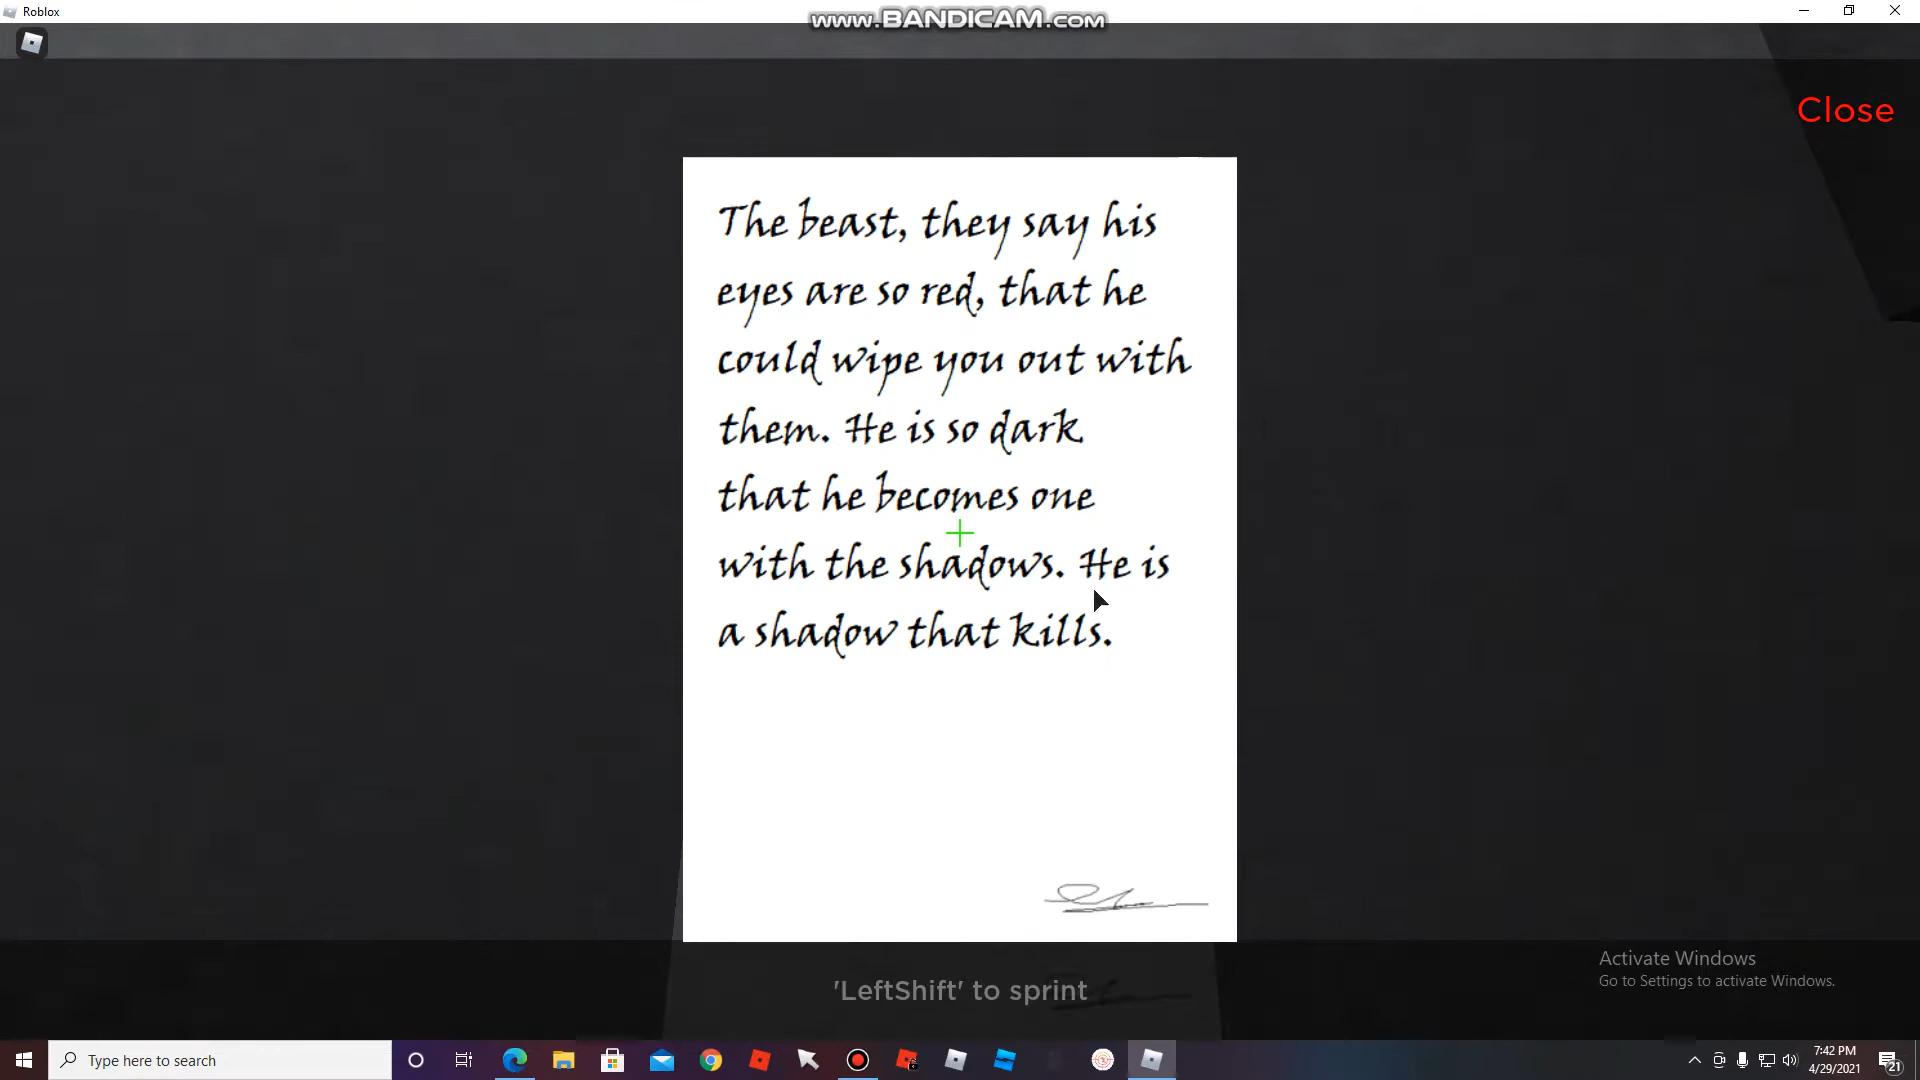 Roblox
www.BANDICAM.com
Close
The beast, they say his
eyes are so red, that he
could wipe you out with
them. He is so dark
that he becomes one
with the shadows. He is
a shadow that kills.
Activate Windows
Go to Settings to activate Windows.
'LeftShift' to sprint
Type here to search
7:42 PM
4/29/2021
21